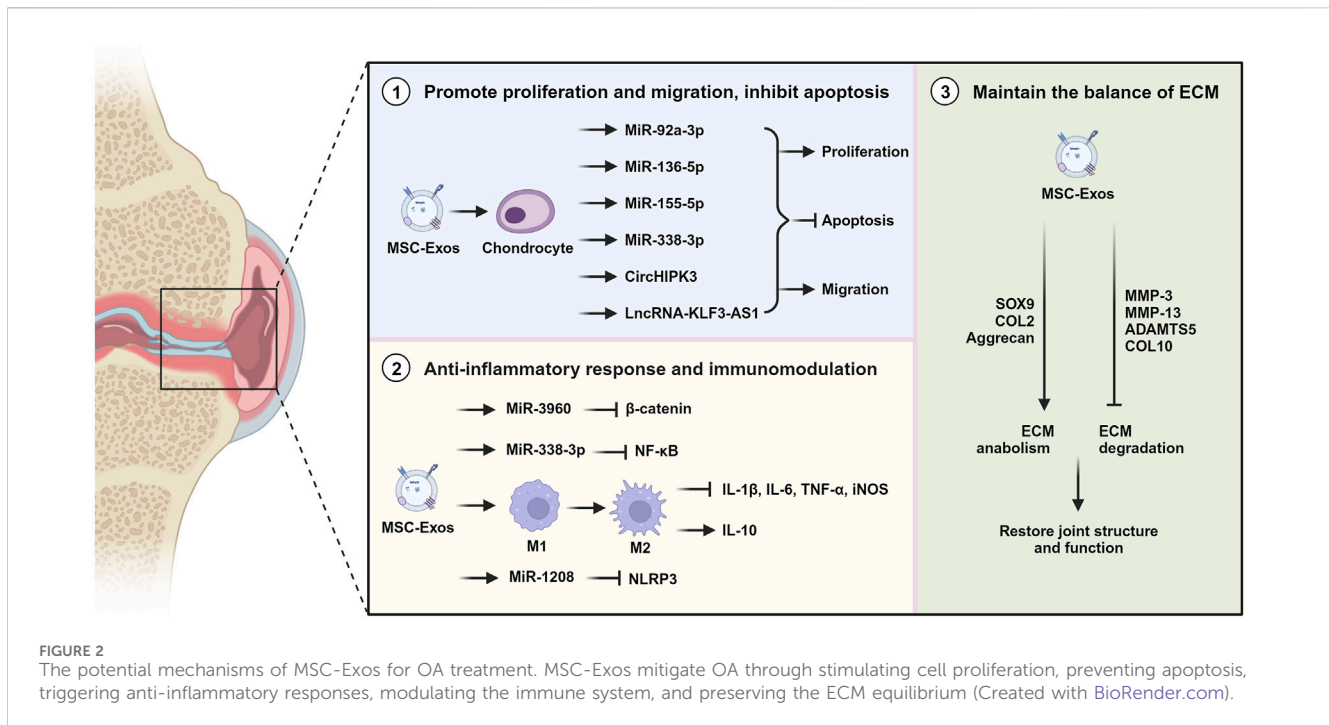 1 Promote proliferation and migration, inhibit apoptosis
MiR-92a-3p
MiR-136-5p
MiR-155-5p
MiR-338-3p
CircHIPK3
LncRNA-KLF3-AS1
MSC-Exos
Chondrocyte
Proliferation
Apoptosis
Migration
2 Anti-inflammatory response and immunomodulation
MiR-3960
β-catenin
MiR-338-3p
NF-κB
MSC-Exos
M1
M2
IL-1β, IL-6, TNF-α, iNOS
IL-10
MiR-1208
NLRP3
3 Maintain the balance of ECM
MSC-Exos
SOX9
COL2
Aggrecan
MMP-3
MMP-13
ADAMTS5
COL10
ECM
anabolism
ECM
degradation
Restore joint structure
and function
FIGURE 2
The potential mechanisms of MSC-Exos for OA treatment. MSC-Exos mitigate OA through stimulating cell proliferation, preventing apoptosis,
triggering anti-inflammatory responses, modulating the immune system, and preserving the ECM equilibrium (Created with BioRender.com).